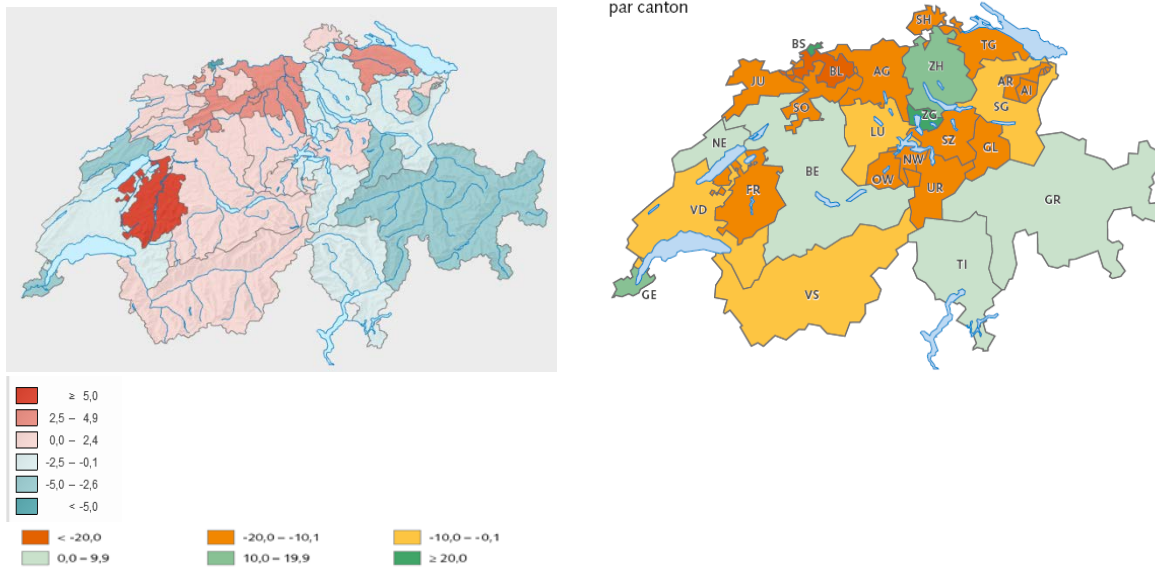 par canton
SH
BS
TG
BL
AG
ZH
JU
AR
AI
SO
SG
ZG
LU
NE
SZ
GL
NW
BE
OW
FR
UR
GR
VD
TI
VS
GE
≥ 5,0
2,5 – 4,9
0,0 – 2,4
-2,5 – -0,1
-5,0 – -2,6
< -5,0
< -20,0
-20,0 – -10,1
-10,0 – -0,1
0,0 – 9,9
10,0 – 19,9
≥ 20,0